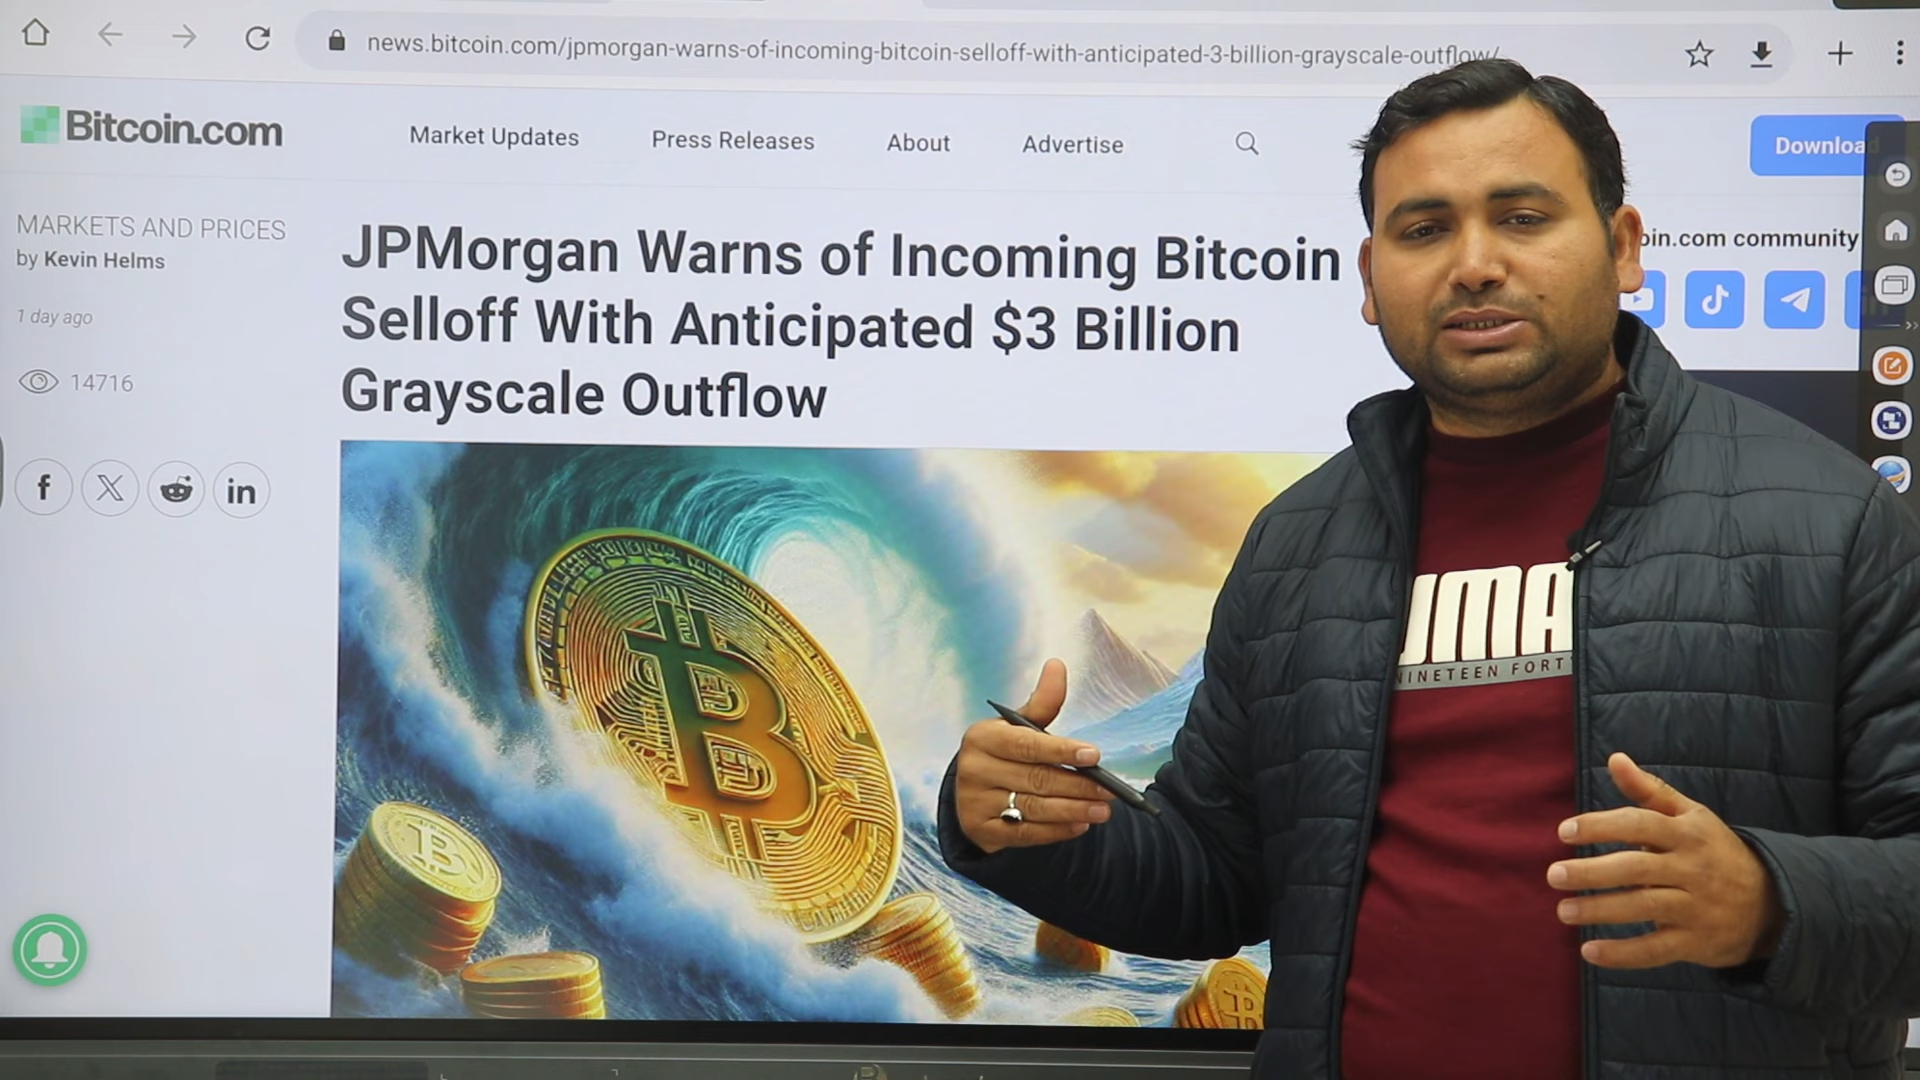 news.bitcoin.com/jpmorgan-warns-of-incoming-bitcoin-selloff-with-anticipated-3-billion-grayscale-outflow/
Bitcoin.com
Market Updates
Press Releases
About
Advertise
Download
MARKETS AND PRICES
by Kevin Helms
1 day ago
14716
JPMorgan Warns of Incoming Bitcoin
Selloff With Anticipated $3 Billion
Grayscale Outflow
.com community
in
NINETEEN FORT